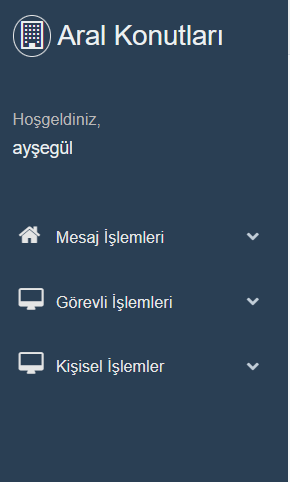 Aral Konutları
Hoşgeldiniz,
ayşegül
Mesaj İşlemleri
Görevli İşlemleri
Kişisel İşlemler